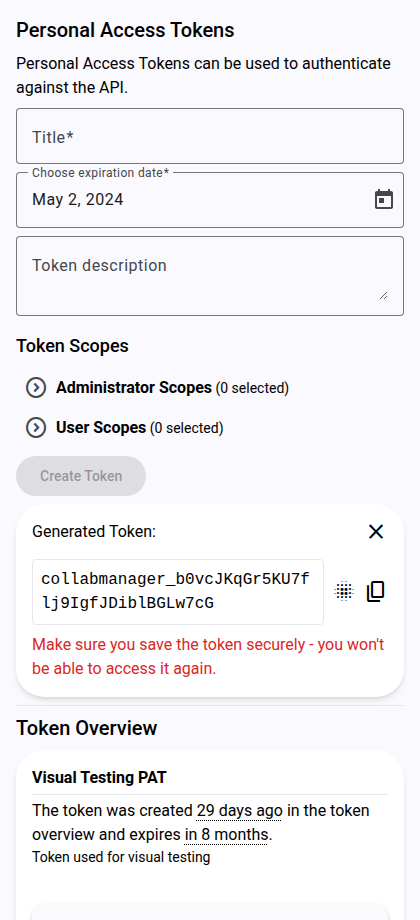 Personal Access Tokens
Personal Access Tokens can be used to authenticate
against the API.
Title*
Choose expiration date*
May 2, 2024
Token description
Token Scopes
Administrator Scopes (0 selected)
User Scopes (0 selected)
Create Token
Generated Token:
collabmanager_b0vcJKqGr5KU7f
lj9IgfJDiblBGLw7cG
Make sure you save the token securely - you won't
be able to access it again.
Token Overview
Visual Testing PAT
The token was created 29 days ago in the token
overview and expires in 8 months.
Token used for visual testing